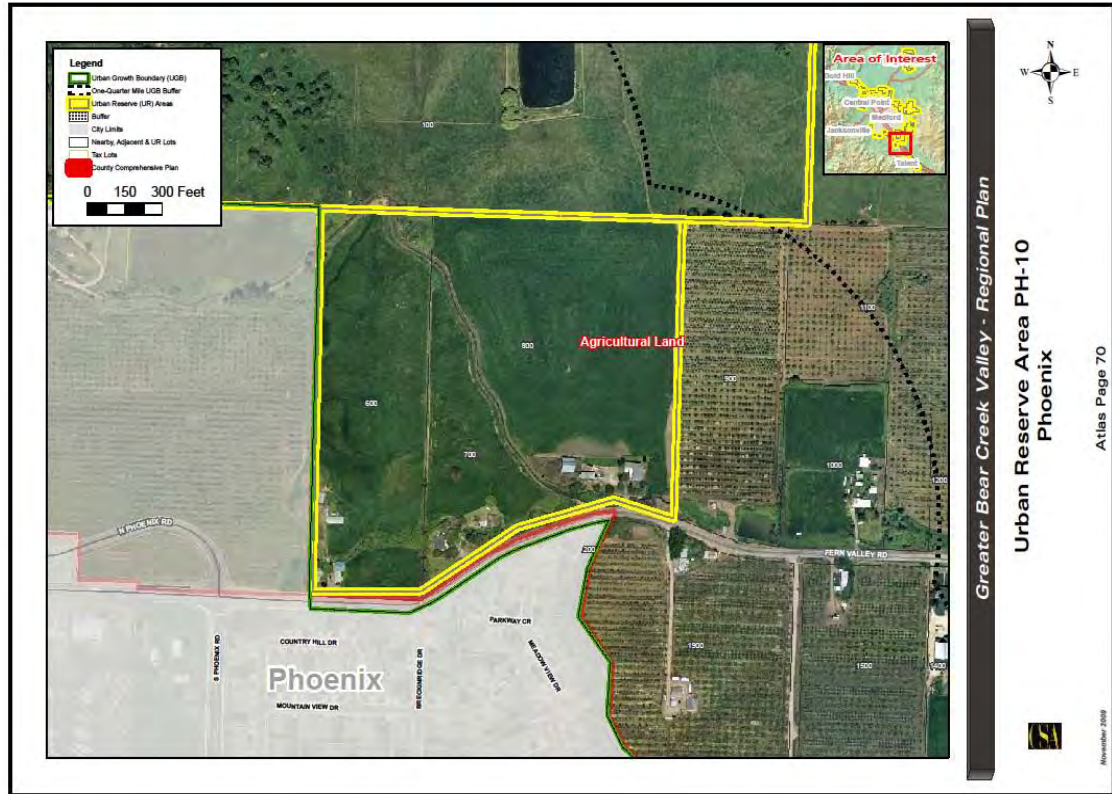 Legend
Urban Growth Boundary (UGB)
One-Quarter Mile UGB Buffer
Urban Reserve (UR) Areas
Buffer
City Limits
Nearby, Adjacent & UR Lots
Tax Lots
County Comprehensive Plan
0 150 300 Feet
Area of Interest
Gold Hill
Central Point
Medford
Jacksonville
Talent
100
Agricultural Land
800
600
700
900
1100
1000
1200
N PHOENIX RD
FERN VALLEY RD
200
S PHOENIX RD
COUNTRY HILL DR
PARKWAY CR
BRECKINRIDGE DR
MEADOW VIEW DR
Phoenix
MOUNTAIN VIEW DR
1900
1500
1400
Greater Bear Creek Valley - Regional Plan
Urban Reserve Area PH-10
Phoenix
Atlas Page 70
N
W E
S
CSA
November 2009